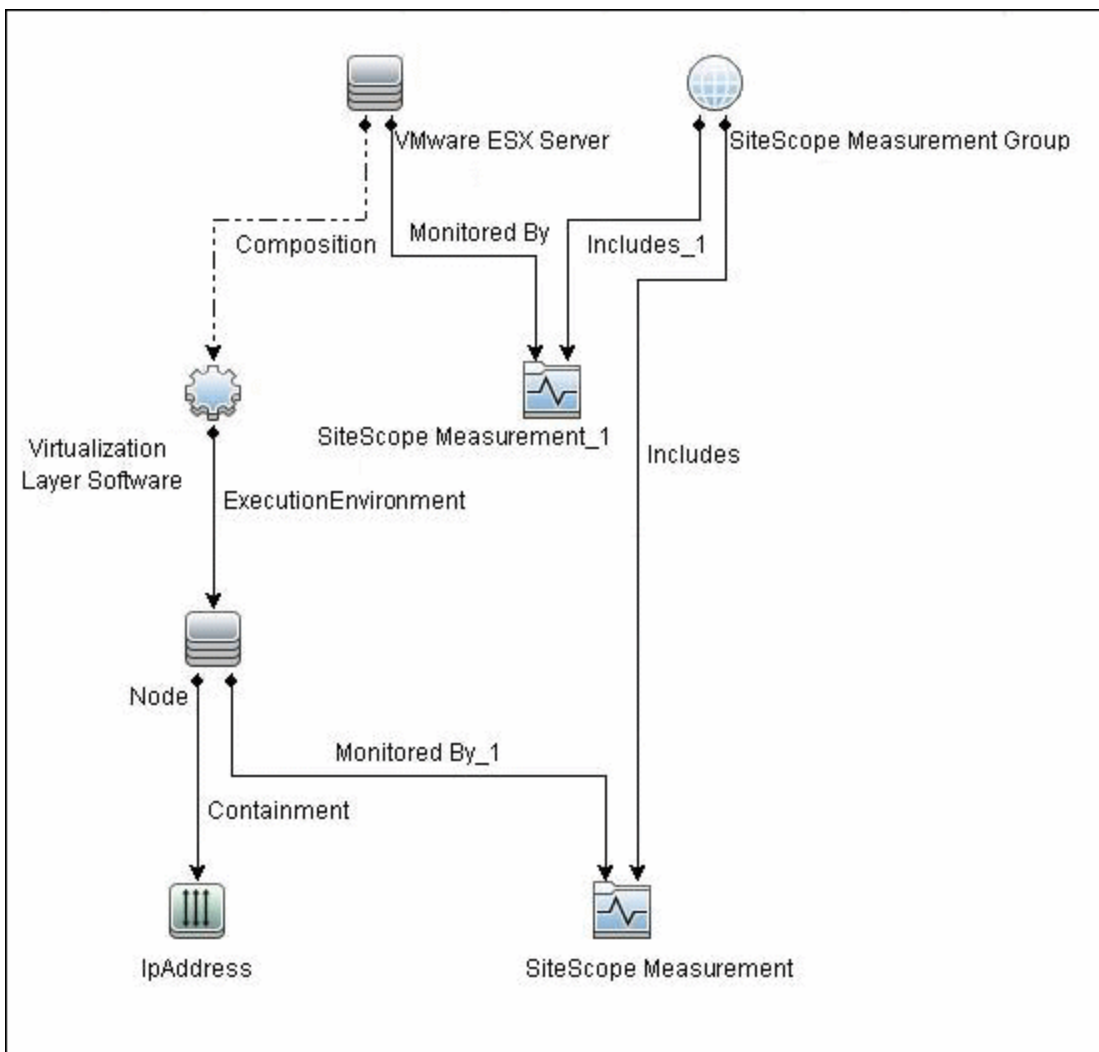 VMware ESX Server
SiteScope Measurement Group
Composition
Monitored By
Includes_1
SiteScope Measurement_1
Virtualization
Layer Software
Includes
ExecutionEnvironment
Node
Monitored By_1
Containment
IpAddress
SiteScope Measurement